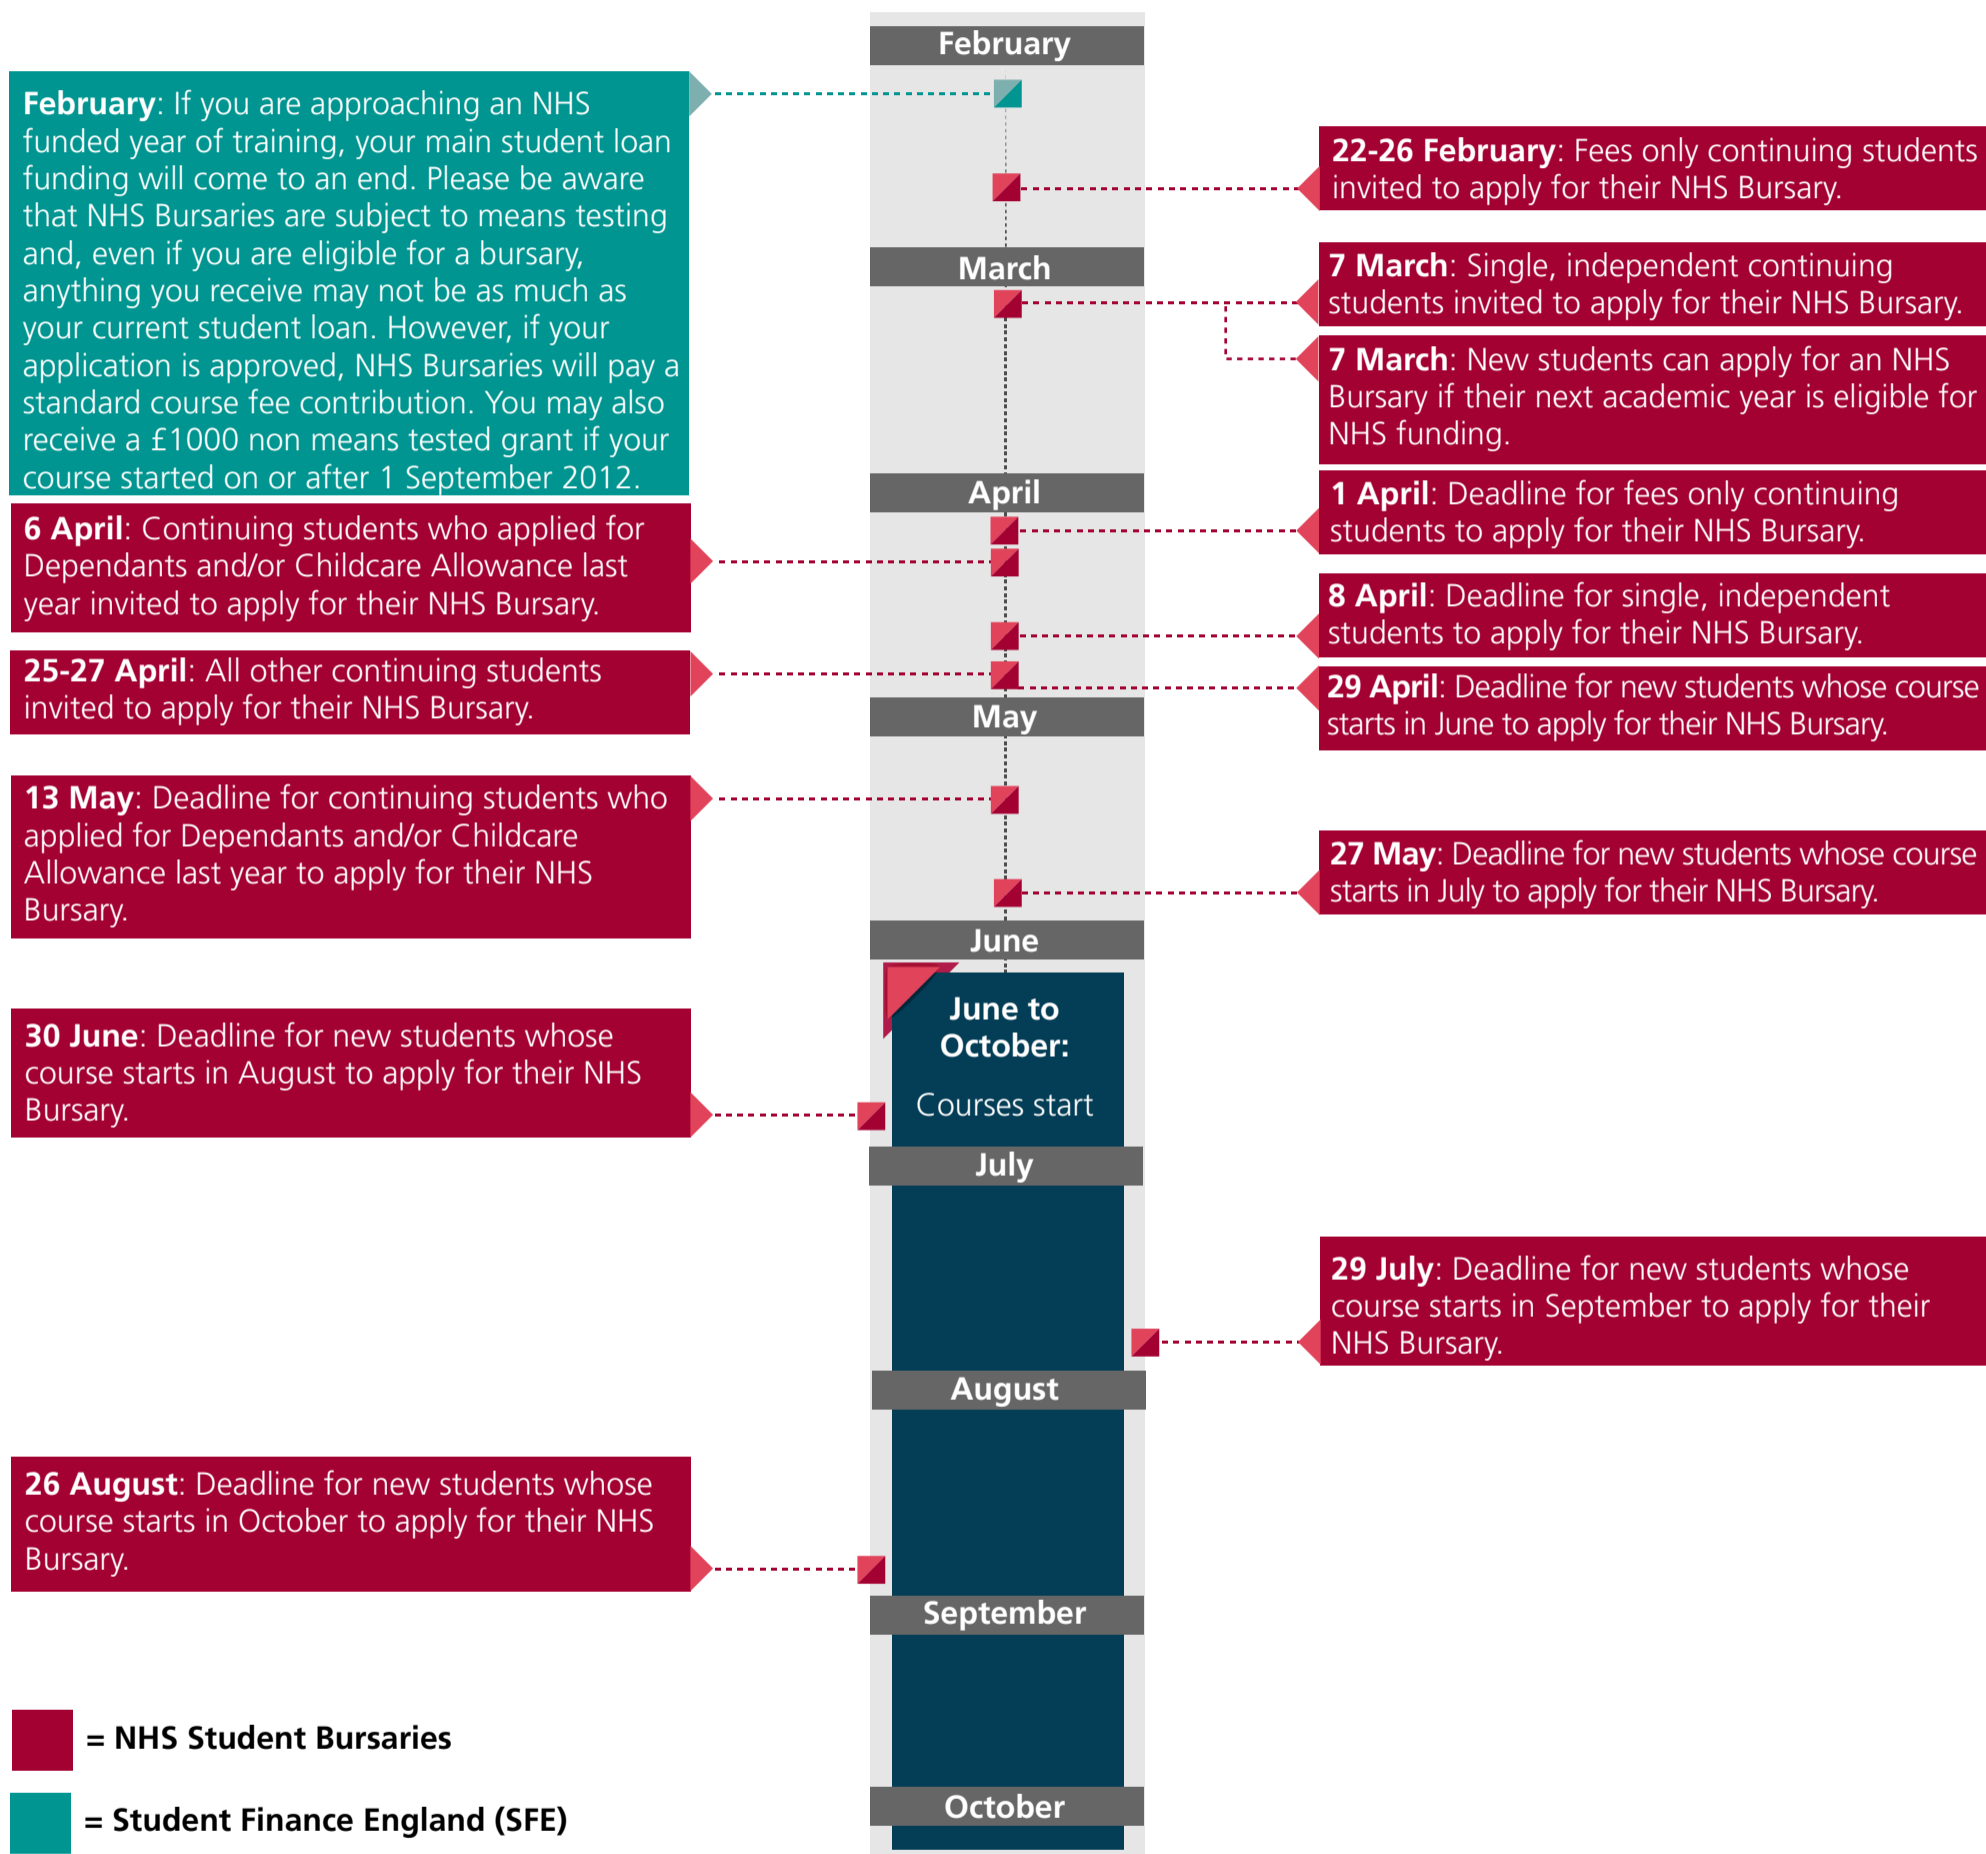 February
February: If you are approaching an NHS
funded year of training, your main student loan
funding will come to an end. Please be aware
that NHS Bursaries are subject to means testing
and, even if you are eligible for a bursary,
anything you receive may not be as much as
your current student loan. However, if your
application is approved, NHS Bursaries will pay a
standard course fee contribution. You may also
receive a £1000 non means tested grant if your
course started on or after 1 September 2012.
22-26 February: Fees only continuing students
invited to apply for their NHS Bursary.
March
7 March: Single, independent continuing
students invited to apply for their NHS Bursary.
7 March: New students can apply for an NHS
Bursary if their next academic year is eligible for
NHS funding.
April
1 April: Deadline for fees only continuing
students to apply for their NHS Bursary.
6 April: Continuing students who applied for
Dependants and/or Childcare Allowance last
year invited to apply for their NHS Bursary.
8 April: Deadline for single, independent
students to apply for their NHS Bursary.
25-27 April: All other continuing students
invited to apply for their NHS Bursary.
29 April: Deadline for new students whose course
starts in June to apply for their NHS Bursary.
May
13 May: Deadline for continuing students who
applied for Dependants and/or Childcare
Allowance last year to apply for their NHS
Bursary.
27 May: Deadline for new students whose course
starts in July to apply for their NHS Bursary.
June
June to
October:
Courses start
30 June: Deadline for new students whose
course starts in August to apply for their NHS
Bursary.
July
29 July: Deadline for new students whose
course starts in September to apply for their
NHS Bursary.
August
26 August: Deadline for new students whose
course starts in October to apply for their NHS
Bursary.
September
October
= NHS Student Bursaries
= Student Finance England (SFE)